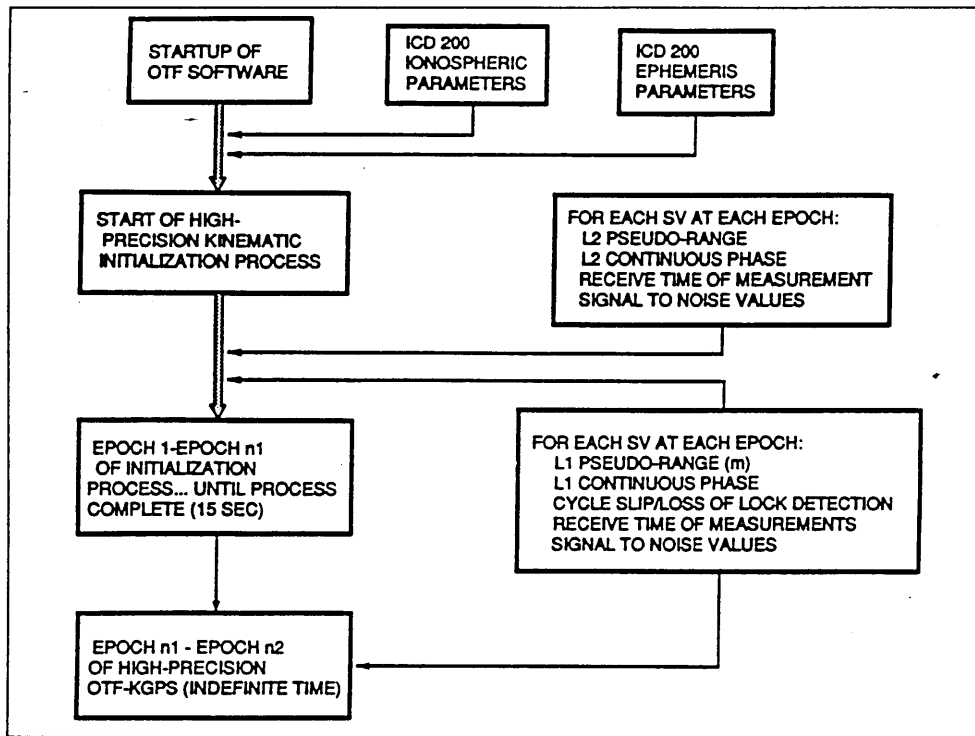 STARTUP OF
OTF SOFTWARE
ICD 200
IONOSPHERIC
PARAMETERS
ICD 200
EPHEMERIS
PARAMETERS
START OF HIGH-
PRECISION KINEMATIC
INITIALIZATION PROCESS
FOR EACH SV AT EACH EPOCH:
L2 PSEUDO-RANGE
L2 CONTINUOUS PHASE
RECEIVE TIME OF MEASUREMENT
SIGNAL TO NOISE VALUES
EPOCH 1-EPOCH n1
OF INITIALIZATION
PROCESS... UNTIL PROCESS
COMPLETE (15 SEC)
FOR EACH SV AT EACH EPOCH:
L1 PSEUDO-RANGE (m)
L1 CONTINUOUS PHASE
CYCLE SLIP/LOSS OF LOCK DETECTION
RECEIVE TIME OF MEASUREMENTS
SIGNAL TO NOISE VALUES
EPOCH n1 - EPOCH n2
OF HIGH-PRECISION
OTF-KGPS (INDEFINITE TIME)